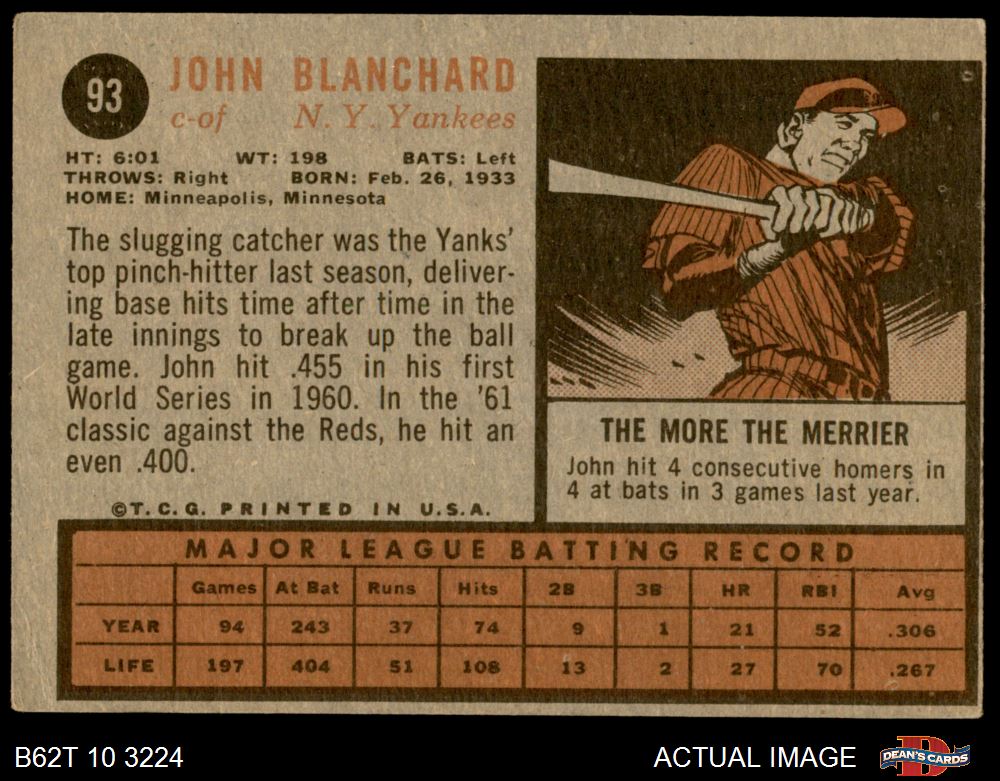 93
JOHN BLANCHARD
c-of N. Y. Yankees
HT: 6:01 WT: 198 BATS: Left
THROWS: Right BORN: Feb. 26, 1933
HOME: Minneapolis, Minnesota
The slugging catcher was the Yanks'
top pinch-hitter last season, deliver-
ing base hits time after time in the
late innings to break up the ball
game. John hit .455 in his first
World Series in 1960. In the '61
classic against the Reds, he hit an
even .400.
©T.C.G. PRINTED IN U.S.A.
THE MORE THE MERRIER
John hit 4 consecutive homers in
4 at bats in 3 games last year.
MAJOR LEAGUE BATTING RECORD
Games At Bat Runs Hits 2B 3B HR RBI Avg
YEAR 94 243 37 74 9 1 21 52 .306
LIFE 197 404 51 108 13 2 27 70 .267
B62T 10 3224
ACTUAL IMAGE
DEAN'S CARDS